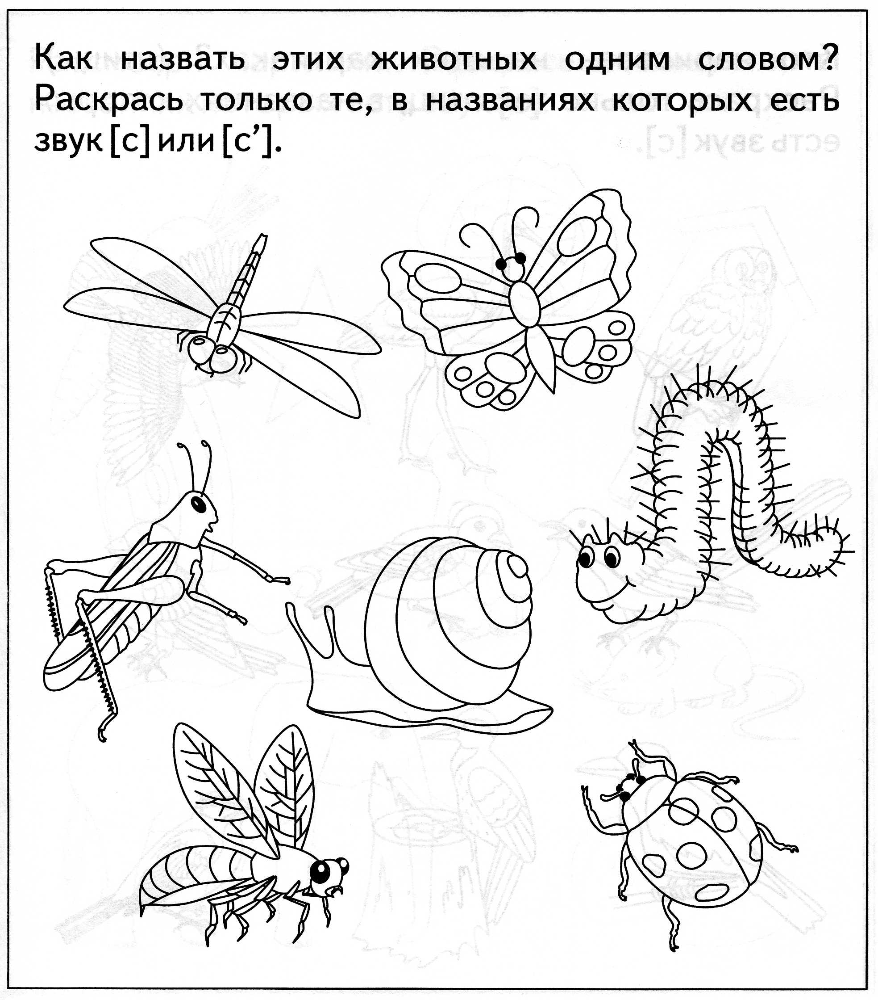 Как назвать этих животных одним словом?
Раскрась только те, в названиях которых есть
звук [с] или [с’].